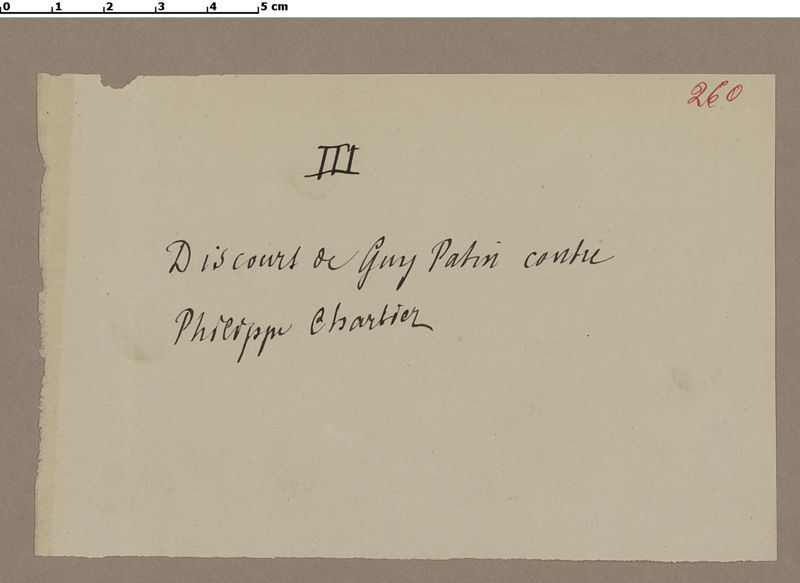 0 1 2 3 4 5 cm
260
III
Discours de Guy Patin contre
Philippe Chartier